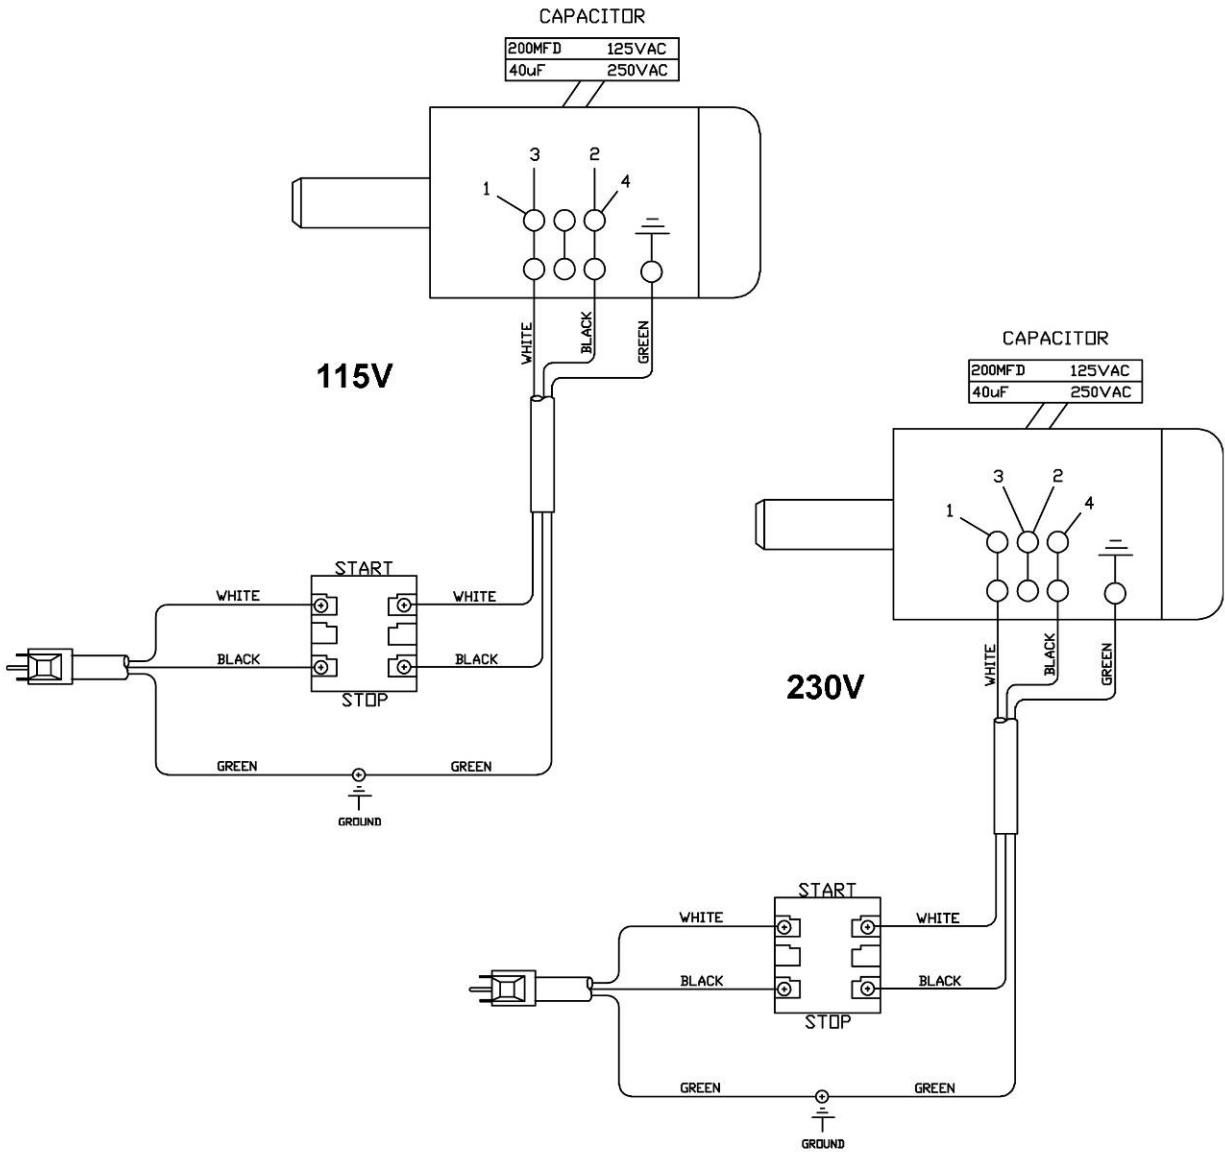 CAPACITOR
200MFD 125VAC
40uF 250VAC
3 2
1 4
WHITE BLACK GREEN
115V
START
WHITE WHITE
BLACK BLACK
STOP
GREEN GREEN
GROUND
CAPACITOR
200MFD 125VAC
40uF 250VAC
3 2
1 4
WHITE BLACK GREEN
230V
START
WHITE WHITE
BLACK BLACK
STOP
GREEN GREEN
GROUND